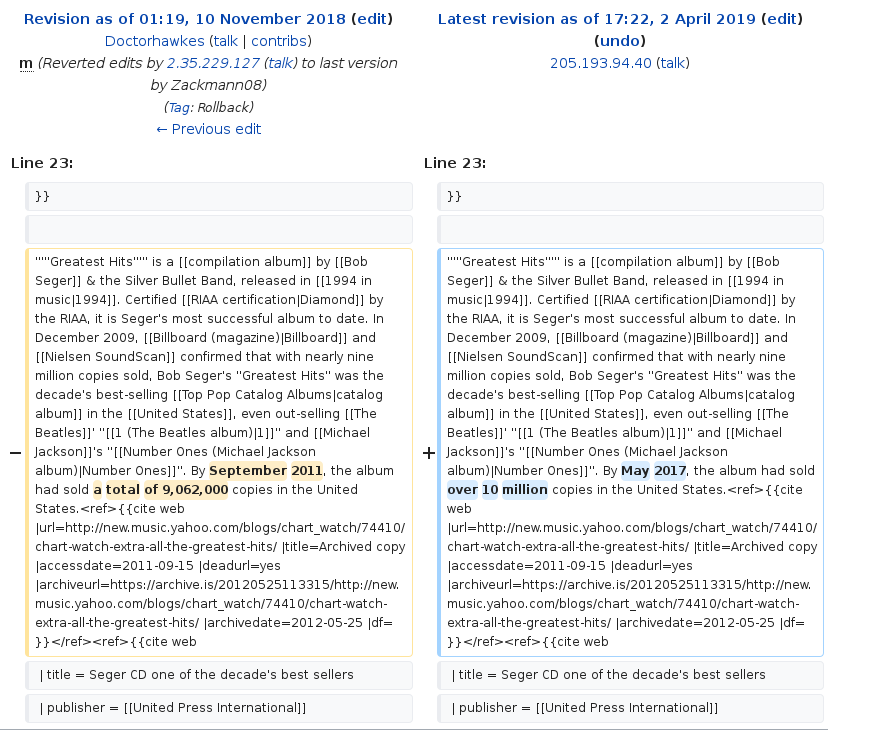 Revision as of 01:19, 10 November 2018 (edit)
Doctorhawkes (talk | contribs)
m (Reverted edits by 2.35.229.127 (talk) to last version
by Zackmann08)
(Tag: Rollback)
← Previous edit
Line 23:
}}
'''''Greatest Hits''''' is a [[compilation album]] by [[Bob
Seger]] & the Silver Bullet Band, released in [[1994 in
music|1994]]. Certified [[RIAA certification|Diamond]] by
the RIAA, it is Seger's most successful album to date. In
December 2009, [[Billboard (magazine)|Billboard]] and
[[Nielsen SoundScan]] confirmed that with nearly nine
million copies sold, Bob Seger's ''Greatest Hits'' was the
decade's best-selling [[Top Pop Catalog Albums|catalog
album]] in the [[United States]], even out-selling [[The
Beatles]]' ''[[1 (The Beatles album)|1]]'' and [[Michael
Jackson]]'s ''[[Number Ones (Michael Jackson
album)|Number Ones]]''. By September 2011, the album
had sold a total of 9,062,000 copies in the United
States.<ref>{{cite web
|url=http://new.music.yahoo.com/blogs/chart_watch/74410/
chart-watch-extra-all-the-greatest-hits/ |title=Archived copy
|accessdate=2011-09-15 |deadurl=yes
|archiveurl=https://archive.is/20120525113315/http://new.
music.yahoo.com/blogs/chart_watch/74410/chart-watch-
extra-all-the-greatest-hits/ |archivedate=2012-05-25 |df=
}}</ref><ref>{{cite web
| title = Seger CD one of the decade's best sellers
| publisher = [[United Press International]]
−
Latest revision as of 17:22, 2 April 2019 (edit)
(undo)
205.193.94.40 (talk)
Line 23:
}}
'''''Greatest Hits''''' is a [[compilation album]] by [[Bob
Seger]] & the Silver Bullet Band, released in [[1994 in
music|1994]]. Certified [[RIAA certification|Diamond]] by
the RIAA, it is Seger's most successful album to date. In
December 2009, [[Billboard (magazine)|Billboard]] and
[[Nielsen SoundScan]] confirmed that with nearly nine
million copies sold, Bob Seger's ''Greatest Hits'' was the
decade's best-selling [[Top Pop Catalog Albums|catalog
album]] in the [[United States]], even out-selling [[The
Beatles]]' ''[[1 (The Beatles album)|1]]'' and [[Michael
Jackson]]'s ''[[Number Ones (Michael Jackson
album)|Number Ones]]''. By May 2017, the album had sold
over 10 million copies in the United States.<ref>{{cite
web
|url=http://new.music.yahoo.com/blogs/chart_watch/74410/
chart-watch-extra-all-the-greatest-hits/ |title=Archived copy
|accessdate=2011-09-15 |deadurl=yes
|archiveurl=https://archive.is/20120525113315/http://new.
music.yahoo.com/blogs/chart_watch/74410/chart-watch-
extra-all-the-greatest-hits/ |archivedate=2012-05-25 |df=
}}</ref><ref>{{cite web
| title = Seger CD one of the decade's best sellers
| publisher = [[United Press International]]
+